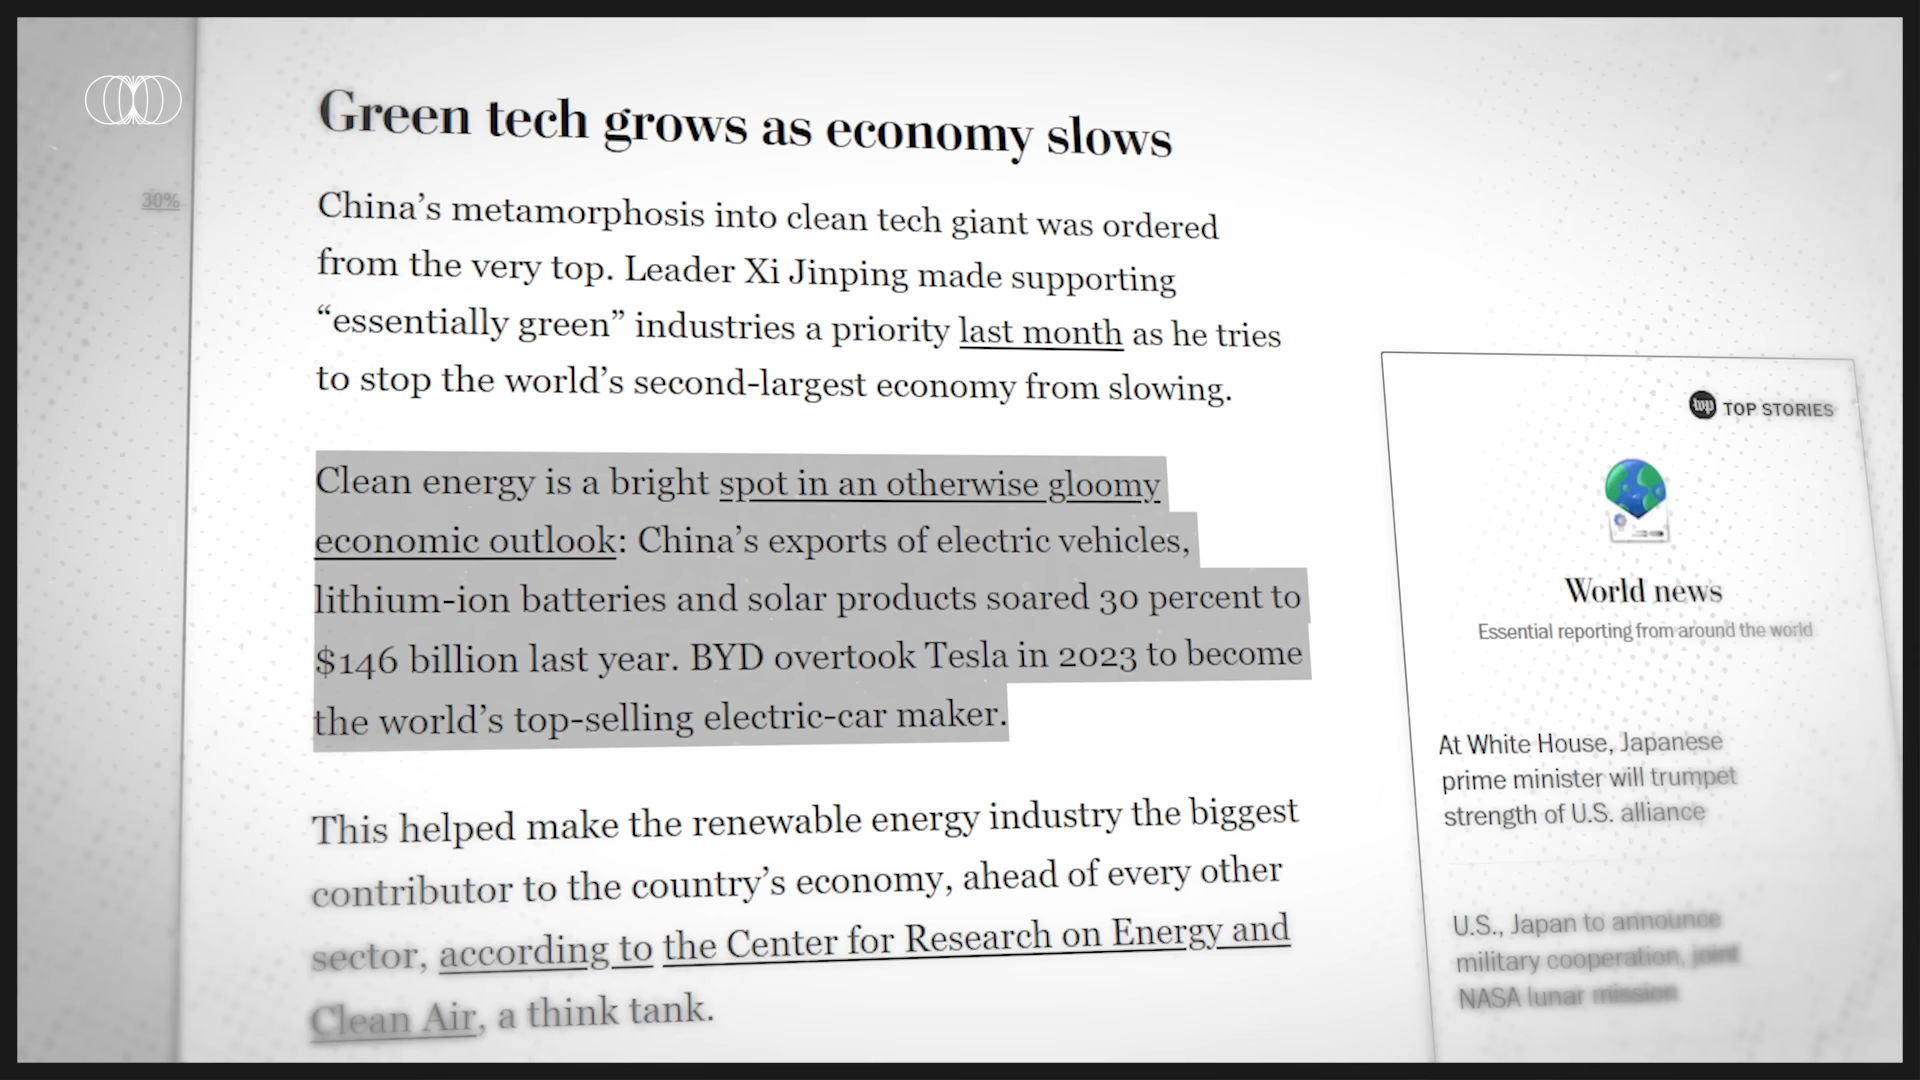 30%
Green tech grows as economy slows
China’s metamorphosis into clean tech giant was ordered
from the very top. Leader Xi Jinping made supporting
“essentially green” industries a priority last month as he tries
to stop the world’s second-largest economy from slowing.
Clean energy is a bright spot in an otherwise gloomy
economic outlook: China’s exports of electric vehicles,
lithium-ion batteries and solar products soared 30 percent to
$146 billion last year. BYD overtook Tesla in 2023 to become
the world’s top-selling electric-car maker.
This helped make the renewable energy industry the biggest
contributor to the country’s economy, ahead of every other
sector, according to the Center for Research on Energy and
Clean Air, a think tank.
wp TOP STORIES
World news
Essential reporting from around the world
At White House, Japanese
prime minister will trumpet
strength of U.S. alliance
U.S., Japan to announce
military cooperation, joint
NASA lunar mission